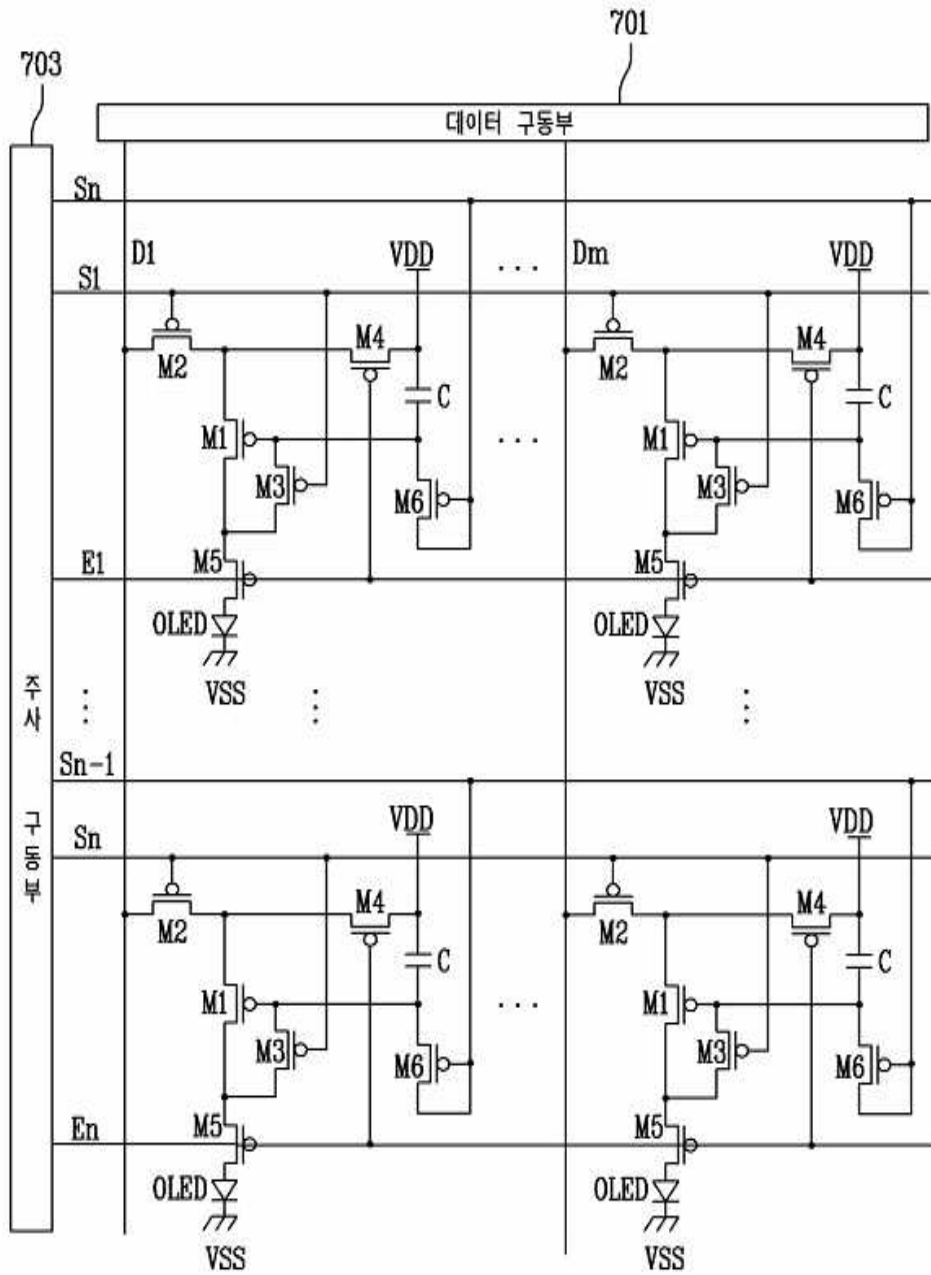 701
703
데이터 구동부
Sn
D1
VDD
· · ·
Dm
VDD
S1
M4
M4
M2
M2
C
C
M1
· · ·
M1
M3
M6
M3
M6
M5
M5
E1
OLED
OLED
VSS
VSS
주사 구동부
Sn-1
VDD
VDD
Sn
M4
M4
M2
M2
C
C
M1
· · ·
M1
M3
M6
M3
M6
M5
M5
En
OLED
OLED
VSS
VSS